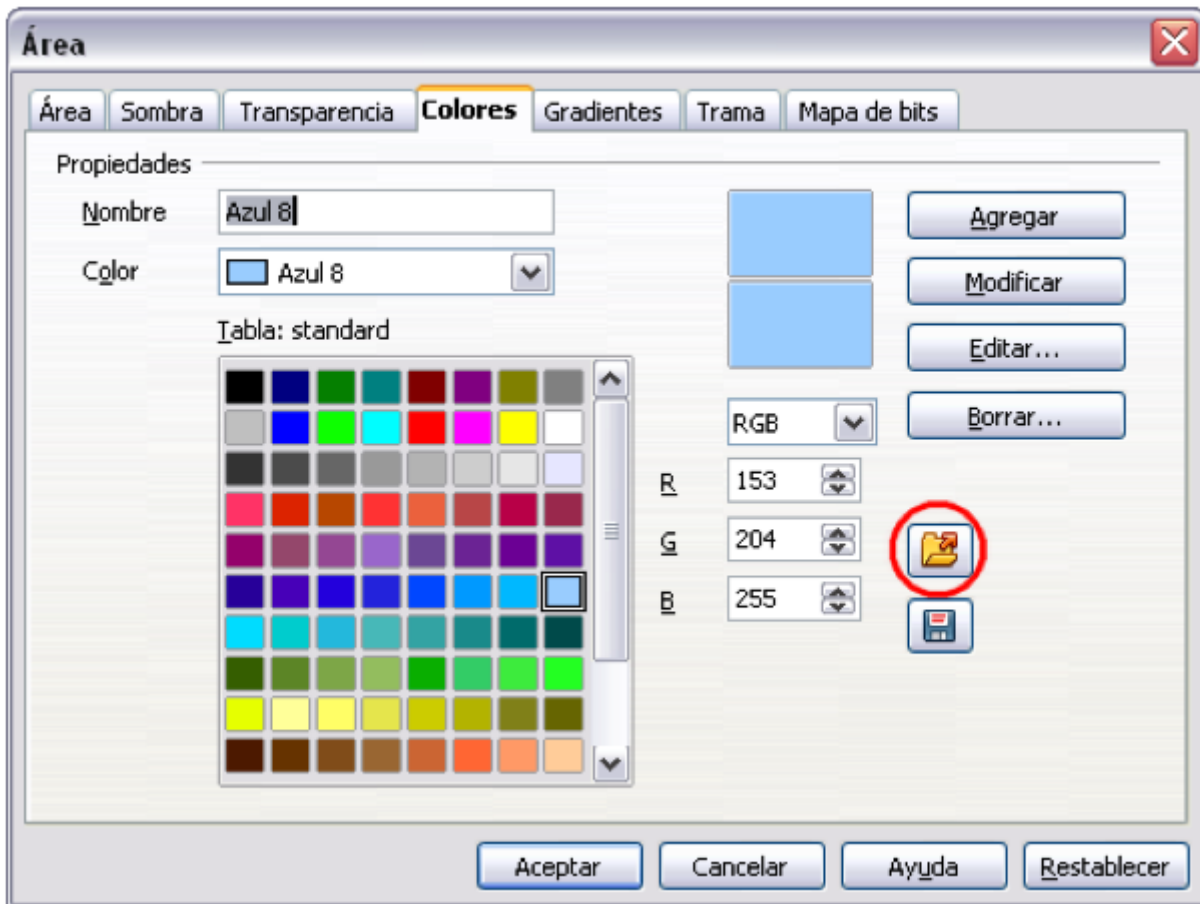 Área
Área Sombra Transparencia Colores Gradientes Trama Mapa de bits
Propiedades
Nombre Azul 8 Agregar
Color Azul 8 Modificar
Tabla: standard Editar...
RGB Borrar...
R 153
G 204
B 255
Aceptar Cancelar Ayuda Restablecer